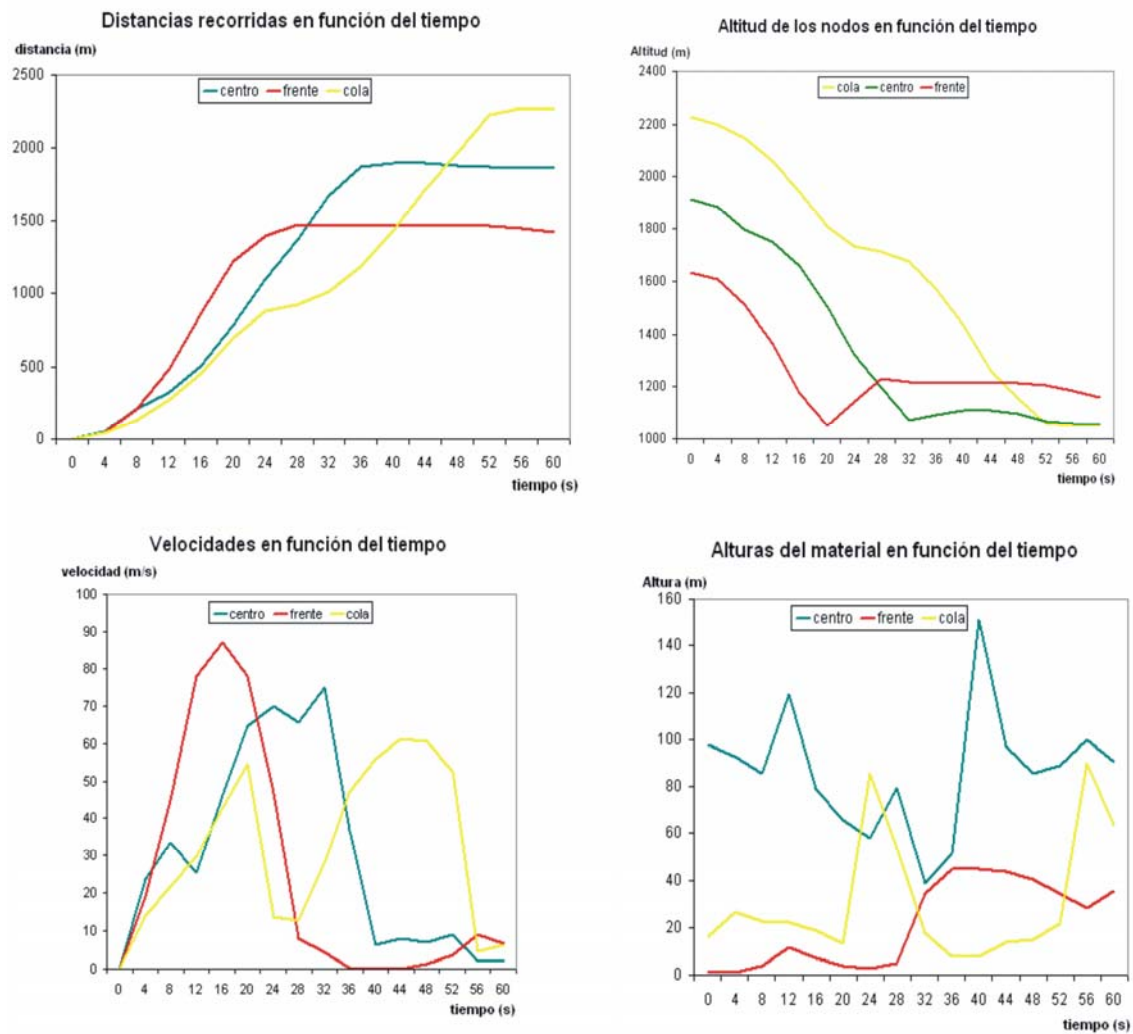 Distancias recorridas en función del tiempo
distancia (m)
centro frente cola
2500
2000
1500
1000
500
0
0 4 8 12 16 20 24 28 32 36 40 44 48 52 56 60
tiempo (s)
Altitud de los nodos en función del tiempo
Altitud (m)
cola centro frente
2400
2200
2000
1800
1600
1400
1200
1000
0 4 8 12 16 20 24 28 32 36 40 44 48 52 56 60
tiempo (s)
Velocidades en función del tiempo
velocidad (m/s)
centro frente cola
100
90
80
70
60
50
40
30
20
10
0
0 4 8 12 16 20 24 28 32 36 40 44 48 52 56 60
tiempo (s)
Alturas del material en función del tiempo
Altura (m)
centro frente cola
160
140
120
100
80
60
40
20
0
0 4 8 12 16 20 24 28 32 36 40 44 48 52 56 60
tiempo (s)